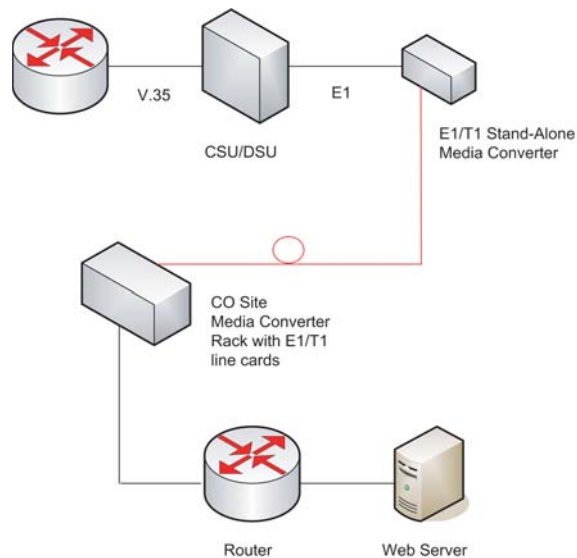 V.35
E1
CSU/DSU
E1/T1 Stand-Alone
Media Converter
CO Site
Media Converter
Rack with E1/T1
line cards
Router
Web Server